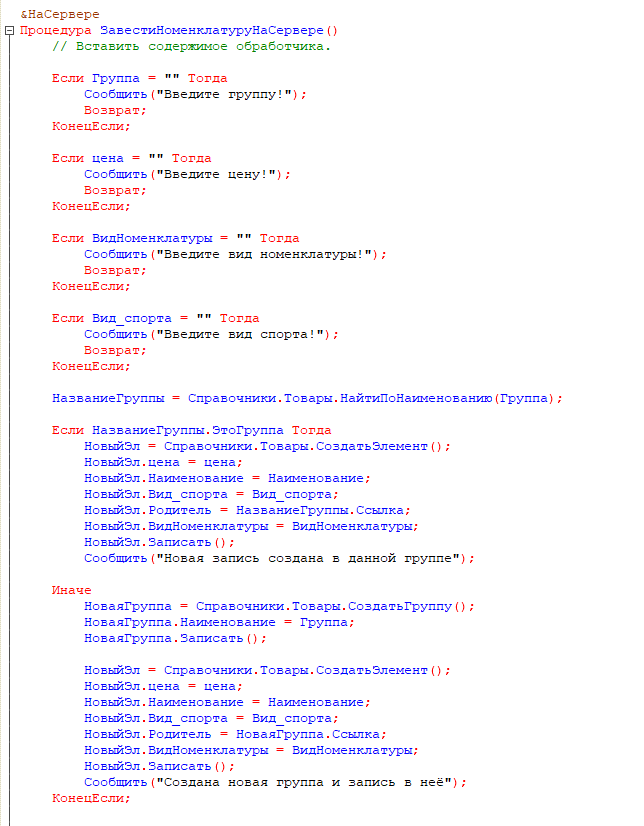 &НаСервере
Процедура ЗавестиНоменклатуруНаСервере()
// Вставить содержимое обработчика.
Если Группа = "" Тогда
Сообщить("Введите группу!");
Возврат;
КонецЕсли;
Если цена = "" Тогда
Сообщить("Введите цену!");
Возврат;
КонецЕсли;
Если ВидНоменклатуры = "" Тогда
Сообщить("Введите вид номенклатуры!");
Возврат;
КонецЕсли;
Если Вид_спорта = "" Тогда
Сообщить("Введите вид спорта!");
Возврат;
КонецЕсли;
НазваниеГруппы = Справочники.Товары.НайтиПоНаименованию(Группа);
Если НазваниеГруппы.ЭтоГруппа Тогда
НовыйЭл = Справочники.Товары.СоздатьЭлемент();
НовыйЭл.цена = цена;
НовыйЭл.Наименование = Наименование;
НовыйЭл.Вид_спорта = Вид_спорта;
НовыйЭл.Родитель = НазваниеГруппы.Ссылка;
НовыйЭл.ВидНоменклатуры = ВидНоменклатуры;
НовыйЭл.Записать();
Сообщить("Новая запись создана в данной группе");
Иначе
НоваяГруппа = Справочники.Товары.СоздатьГруппу();
НоваяГруппа.Наименование = Группа;
НоваяГруппа.Записать();
НовыйЭл = Справочники.Товары.СоздатьЭлемент();
НовыйЭл.цена = цена;
НовыйЭл.Наименование = Наименование;
НовыйЭл.Вид_спорта = Вид_спорта;
НовыйЭл.Родитель = НоваяГруппа.Ссылка;
НовыйЭл.ВидНоменклатуры = ВидНоменклатуры;
НовыйЭл.Записать();
Сообщить("Создана новая группа и запись в неё");
КонецЕсли;